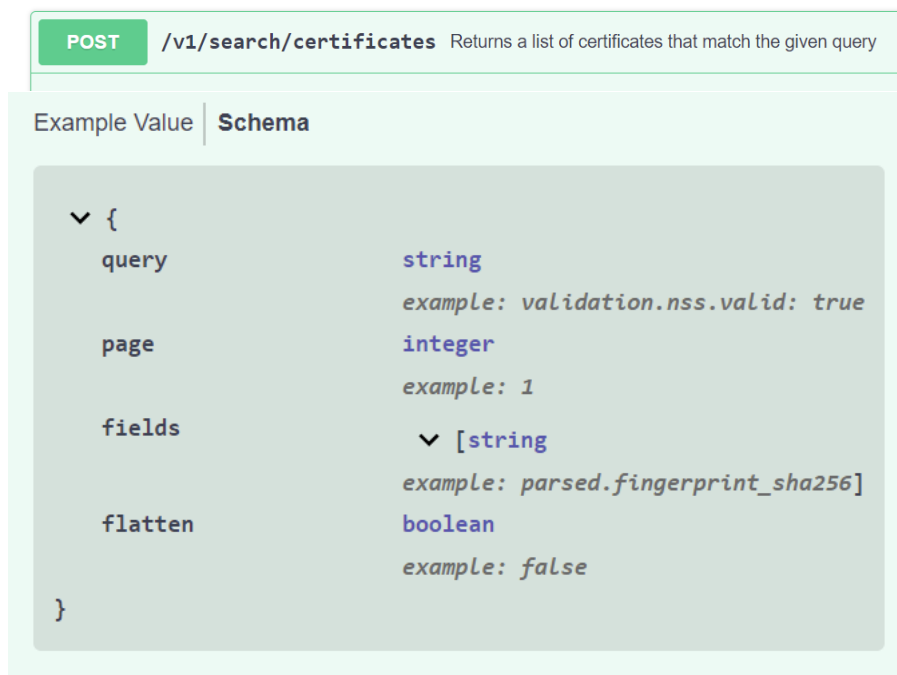 POST /v1/search/certificates Returns a list of certificates that match the given query
Example Value Schema
{
query string
example: validation.nss.valid: true
page integer
example: 1
fields [string
example: parsed.fingerprint_sha256]
flatten boolean
example: false
}